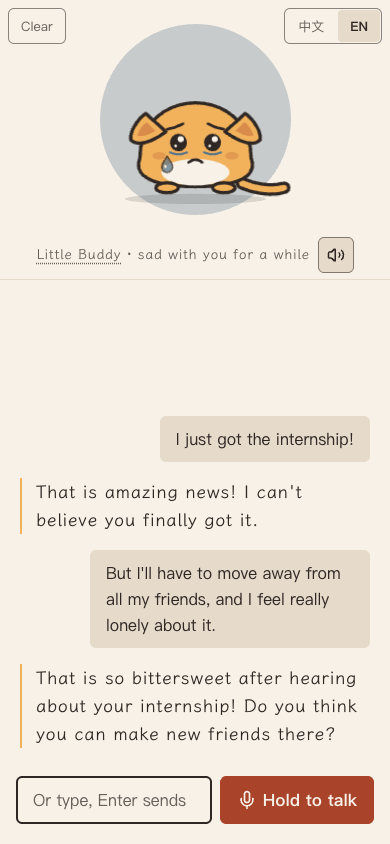 Clear
中文
EN
Little Buddy • sad with you for a while
I just got the internship!
That is amazing news! I can't
believe you finally got it.
But I'll have to move away from
all my friends, and I feel really
lonely about it.
That is so bittersweet after hearing
about your internship! Do you think
you can make new friends there?
Or type, Enter sends
Hold to talk